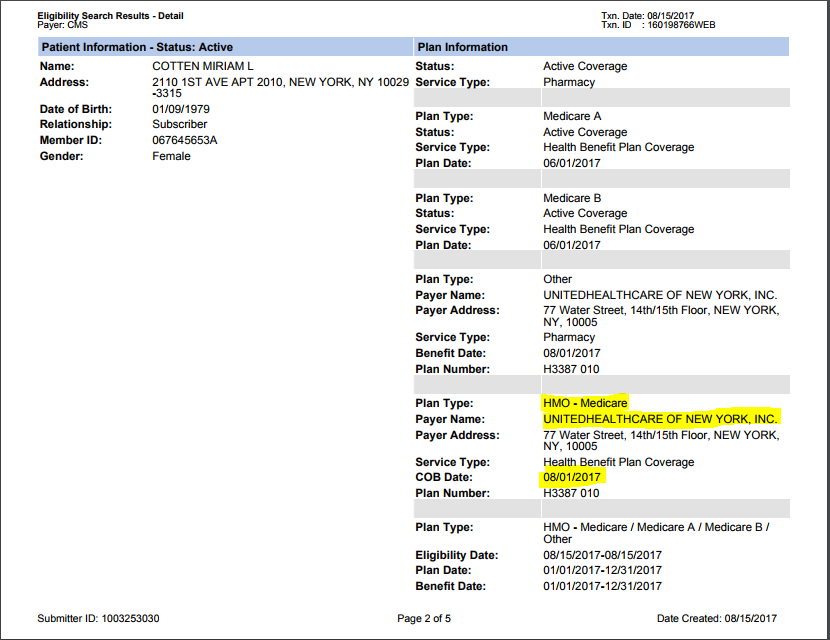 Eligibility Search Results - Detail
Payer: CMS
Txn. Date: 08/15/2017
Txn. ID : 160198766WEB
Patient Information - Status: Active
Name: COTTEN MIRIAM L
Address: 2110 1ST AVE APT 2010, NEW YORK, NY 10029
-3315
Date of Birth: 01/09/1979
Relationship: Subscriber
Member ID: 067645653A
Gender: Female
Plan Information
Status: Active Coverage
Service Type: Pharmacy
Plan Type: Medicare A
Status: Active Coverage
Service Type: Health Benefit Plan Coverage
Plan Date: 06/01/2017
Plan Type: Medicare B
Status: Active Coverage
Service Type: Health Benefit Plan Coverage
Plan Date: 06/01/2017
Plan Type: Other
Payer Name: UNITEDHEALTHCARE OF NEW YORK, INC.
Payer Address: 77 Water Street, 14th/15th Floor, NEW YORK,
NY, 10005
Service Type: Pharmacy
Benefit Date: 08/01/2017
Plan Number: H3387 010
Plan Type: HMO - Medicare
Payer Name: UNITEDHEALTHCARE OF NEW YORK, INC.
Payer Address: 77 Water Street, 14th/15th Floor, NEW YORK,
NY, 10005
Service Type: Health Benefit Plan Coverage
COB Date: 08/01/2017
Plan Number: H3387 010
Plan Type: HMO - Medicare / Medicare A / Medicare B /
Other
Eligibility Date: 08/15/2017-08/15/2017
Plan Date: 01/01/2017-12/31/2017
Benefit Date: 01/01/2017-12/31/2017
Submitter ID: 1003253030
Page 2 of 5
Date Created: 08/15/2017